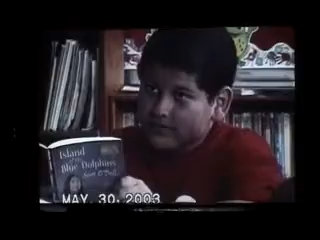 Island
of the
Blue Dolphins
Scott O'Dell
MAY. 30. 2003